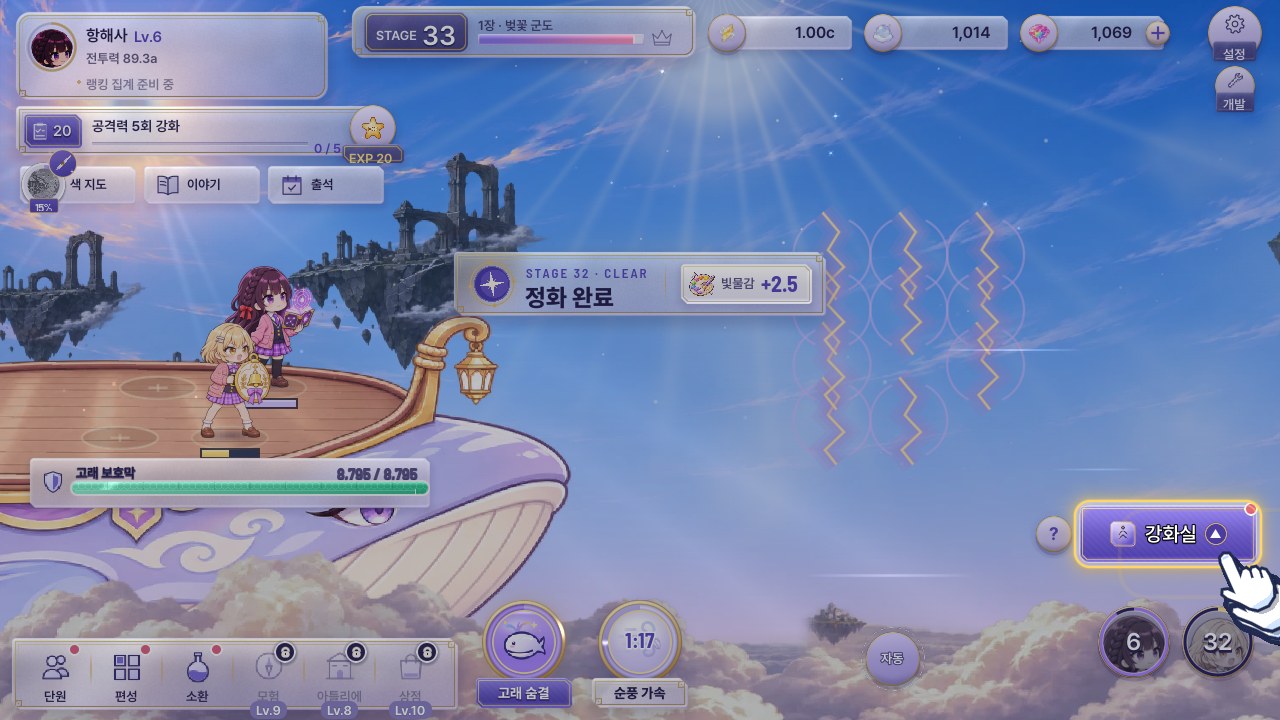 항해사 Lv.6
전투력 89.3a
* 랭킹 집계 준비 중
STAGE 33
1장 · 벚꽃 군도
1.00c
1,014
1,069
설정
개발
20
공격력 5회 강화
0 / 5
EXP 20
색 지도
15%
이야기
출석
STAGE 32 · CLEAR
정화 완료
빛물감 +2.5
고래 보호막
8,795 / 8,795
?
강화실
단원
편성
소환
모험
Lv.9
아틀리에
Lv.8
상점
Lv.10
고래 숨결
1:17
순풍 가속
자동
6
32